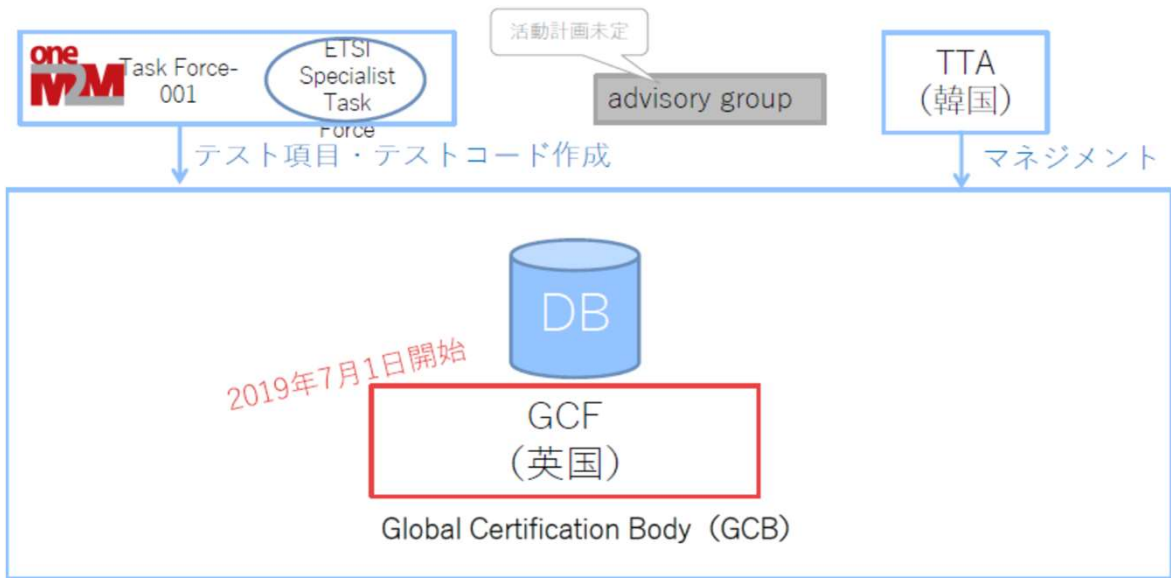 活動計画未定
one
M2M
Task Force-
001
ETSI
Specialist
Task
Force
advisory group
TTA
(韓国)
テスト項目・テストコード作成
マネジメント
DB
2019年7月1日開始
GCF
(英国)
Global Certification Body（GCB）